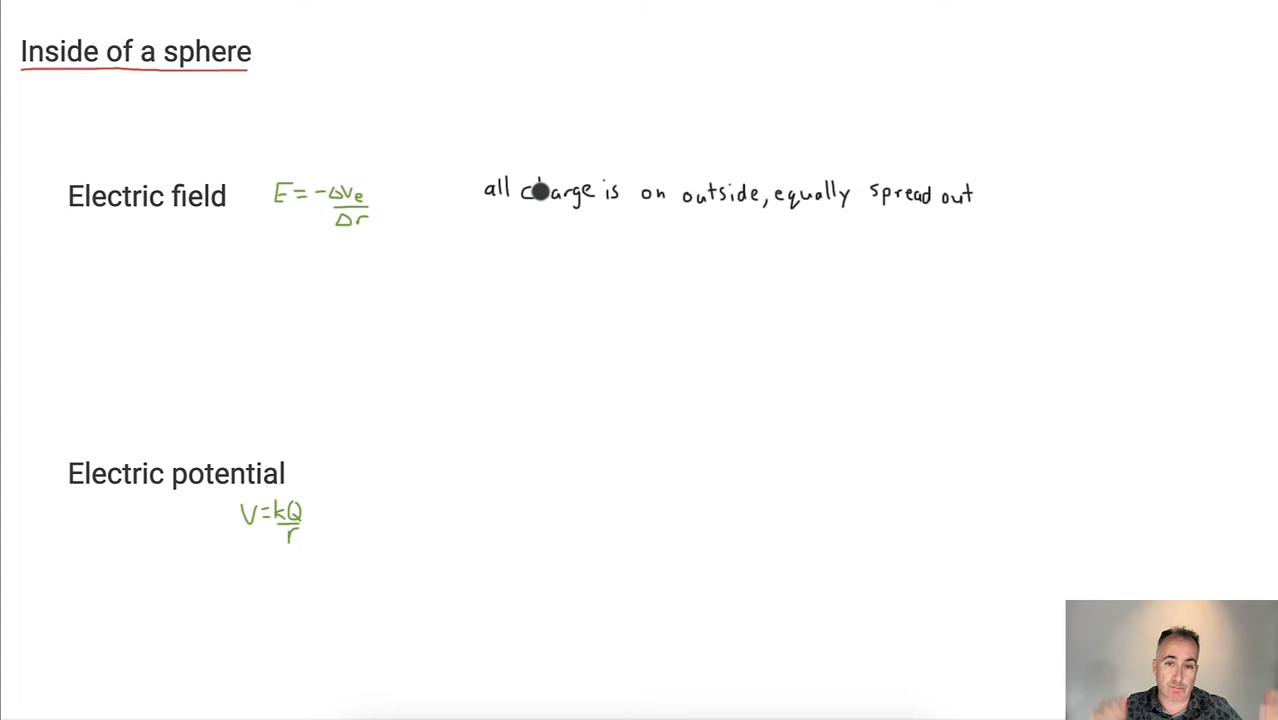 Inside of a sphere
Electric field E = -ΔVe/Δr all charge is on outside, equally spread out
Electric potential
V = kQ/r